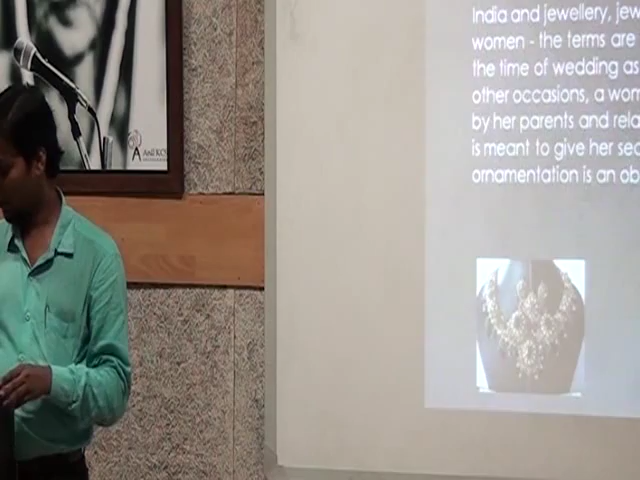 India and jewellery, jew
women - the terms are
the time of wedding as
other occasions, a wom
by her parents and rela
is meant to give her sec
ornamentation is an ob